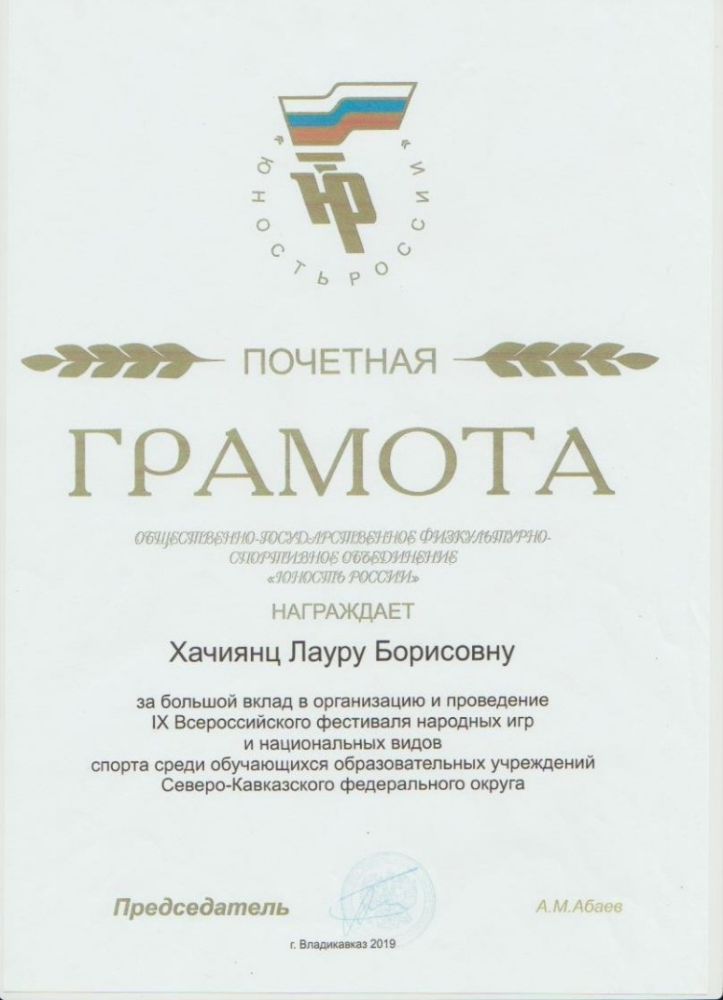 «ЮНОСТЬ РОССИИ»
ЮР
ПОЧЕТНАЯ
ГРАМОТА
ОБЩЕСТВЕННО-ГОСУДАРСТВЕННОЕ ФИЗКУЛЬТУРНО-
СПОРТИВНОЕ ОБЪЕДИНЕНИЕ
«ЮНОСТЬ РОССИИ»
НАГРАЖДАЕТ
Хачиянц Лауру Борисовну
за большой вклад в организацию и проведение
IX Всероссийского фестиваля народных игр
и национальных видов
спорта среди обучающихся образовательных учреждений
Северо-Кавказского федерального округа
Председатель
А.М.Абаев
г. Владикавказ 2019